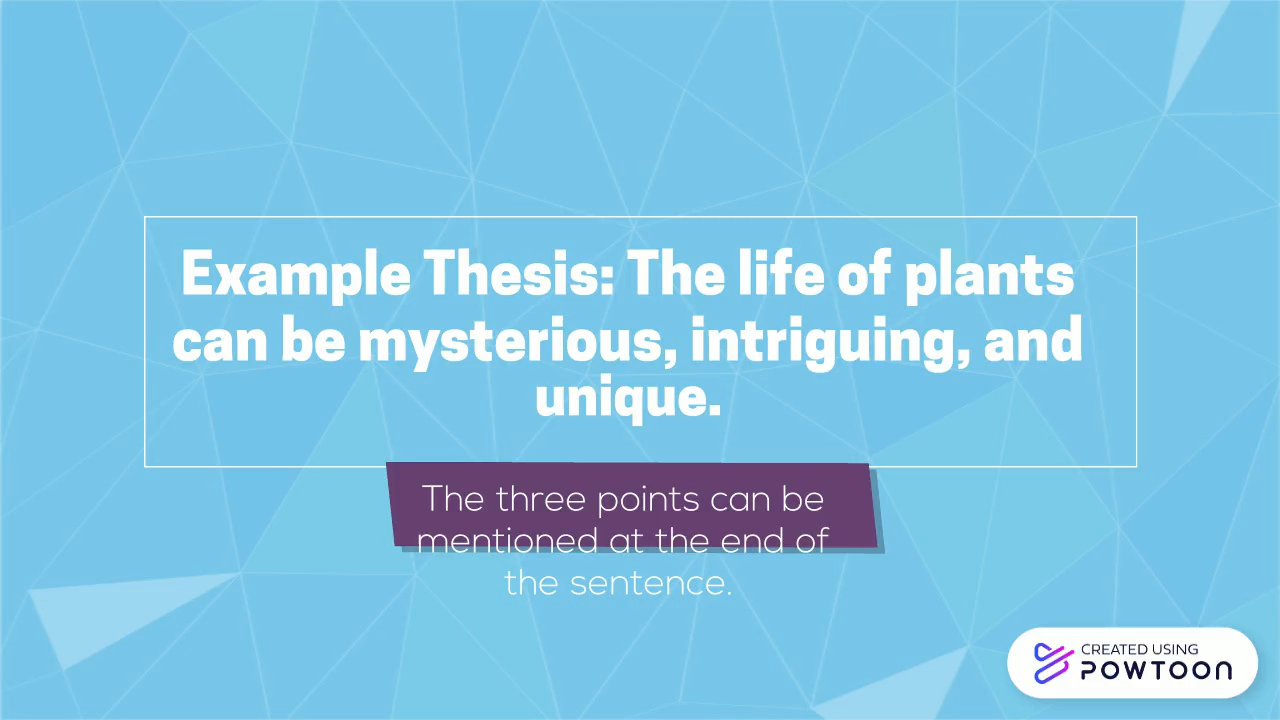 Example Thesis: The life of plants
can be mysterious, intriguing, and
unique.
The three points can be
mentioned at the end of
the sentence.
CREATED USING
POWTOON